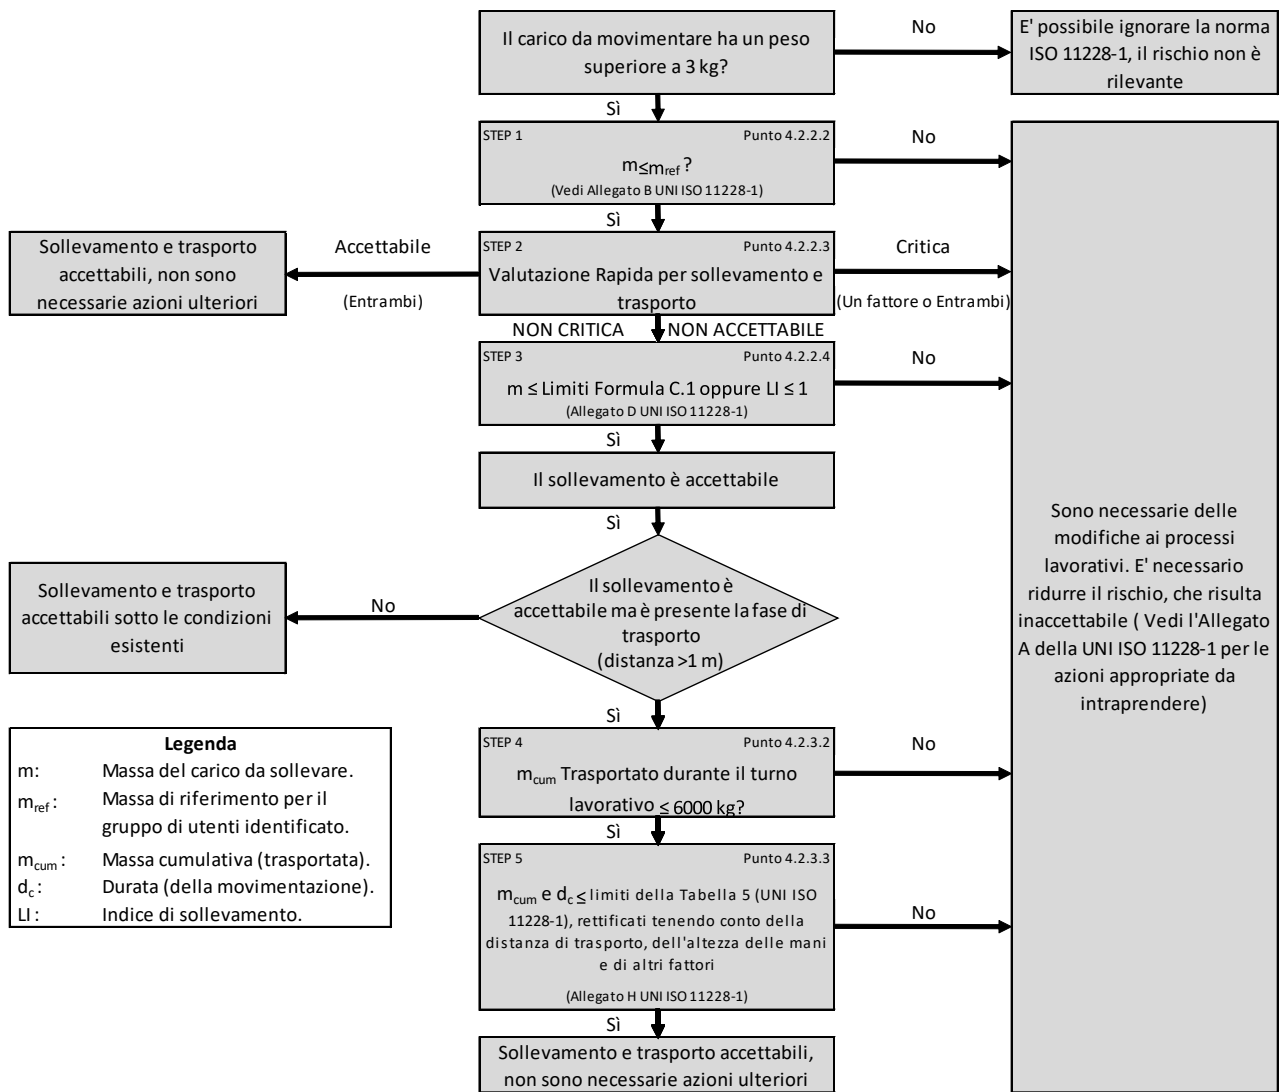 Il carico da movimentare ha un peso
superiore a 3 kg?
No
E' possibile ignorare la norma
ISO 11228-1, il rischio non è
rilevante
Sì
STEP 1 Punto 4.2.2.2
m≤mref ?
(Vedi Allegato B UNI ISO 11228-1)
No
Sì
Sollevamento e trasporto
accettabili, non sono
necessarie azioni ulteriori
Accettabile
(Entrambi)
STEP 2 Punto 4.2.2.3
Valutazione Rapida per sollevamento e
trasporto
Critica
(Un fattore o Entrambi)
NON CRITICA NON ACCETTABILE
STEP 3 Punto 4.2.2.4
m ≤ Limiti Formula C.1 oppure LI ≤ 1
(Allegato D UNI ISO 11228-1)
No
Sì
Il sollevamento è accettabile
Sì
Il sollevamento è
accettabile ma è presente la fase di
trasporto
(distanza >1 m)
No
Sollevamento e trasporto
accettabili sotto le condizioni
esistenti
Sono necessarie delle
modifiche ai processi
lavorativi. E' necessario
ridurre il rischio, che risulta
inaccettabile ( Vedi l'Allegato
A della UNI ISO 11228-1 per le
azioni appropriate da
intraprendere)
Sì
STEP 4 Punto 4.2.3.2
mcum Trasportato durante il turno
lavorativo ≤ 6000 kg?
No
Sì
STEP 5 Punto 4.2.3.3
mcum e dc ≤ limiti della Tabella 5 (UNI ISO
11228-1), rettificati tenendo conto della
distanza di trasporto, dell'altezza delle mani
e di altri fattori
(Allegato H UNI ISO 11228-1)
No
Sì
Sollevamento e trasporto accettabili,
non sono necessarie azioni ulteriori
Legenda
m: Massa del carico da sollevare.
mref : Massa di riferimento per il
gruppo di utenti identificato.
mcum : Massa cumulativa (trasportata).
dc : Durata (della movimentazione).
LI : Indice di sollevamento.